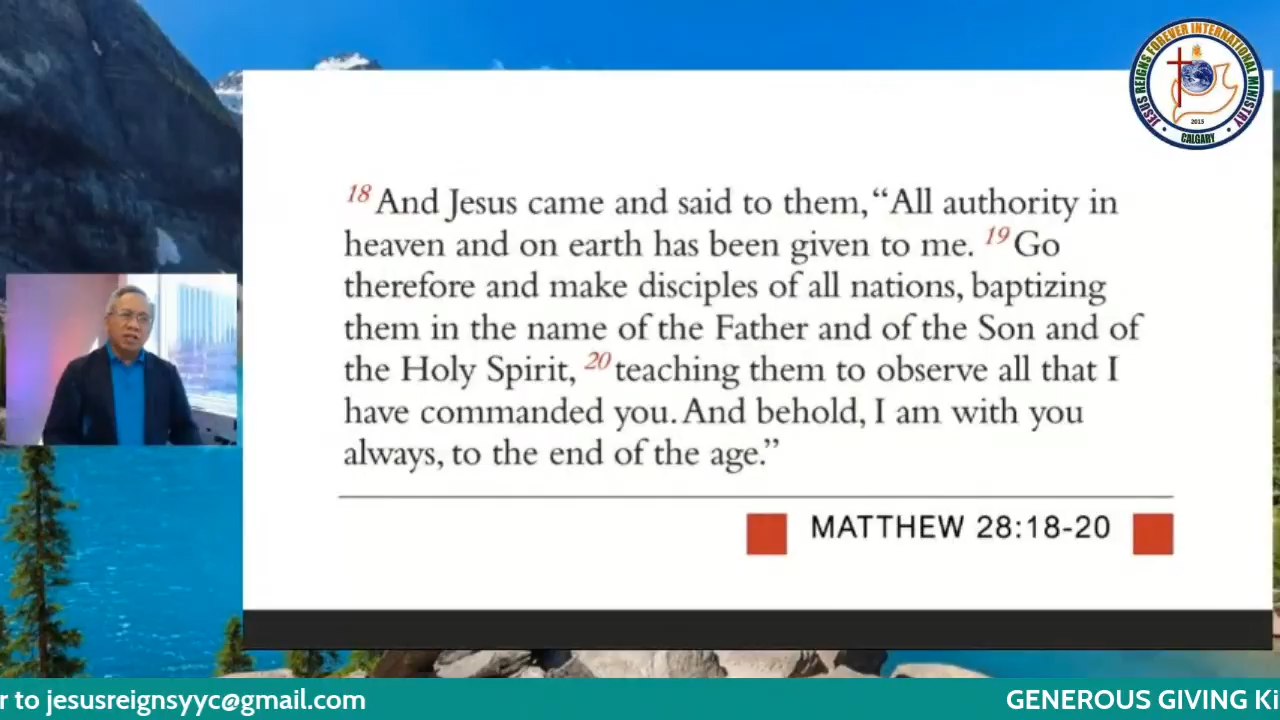 JESUS REIGNS FOREVER INTERNATIONAL MINISTRY
2015
CALGARY
18 And Jesus came and said to them, “All authority in
heaven and on earth has been given to me. 19 Go
therefore and make disciples of all nations, baptizing
them in the name of the Father and of the Son and of
the Holy Spirit, 20 teaching them to observe all that I
have commanded you. And behold, I am with you
always, to the end of the age.”
MATTHEW 28:18-20
r to jesusreignsyyc@gmail.com
GENEROUS GIVING Ki